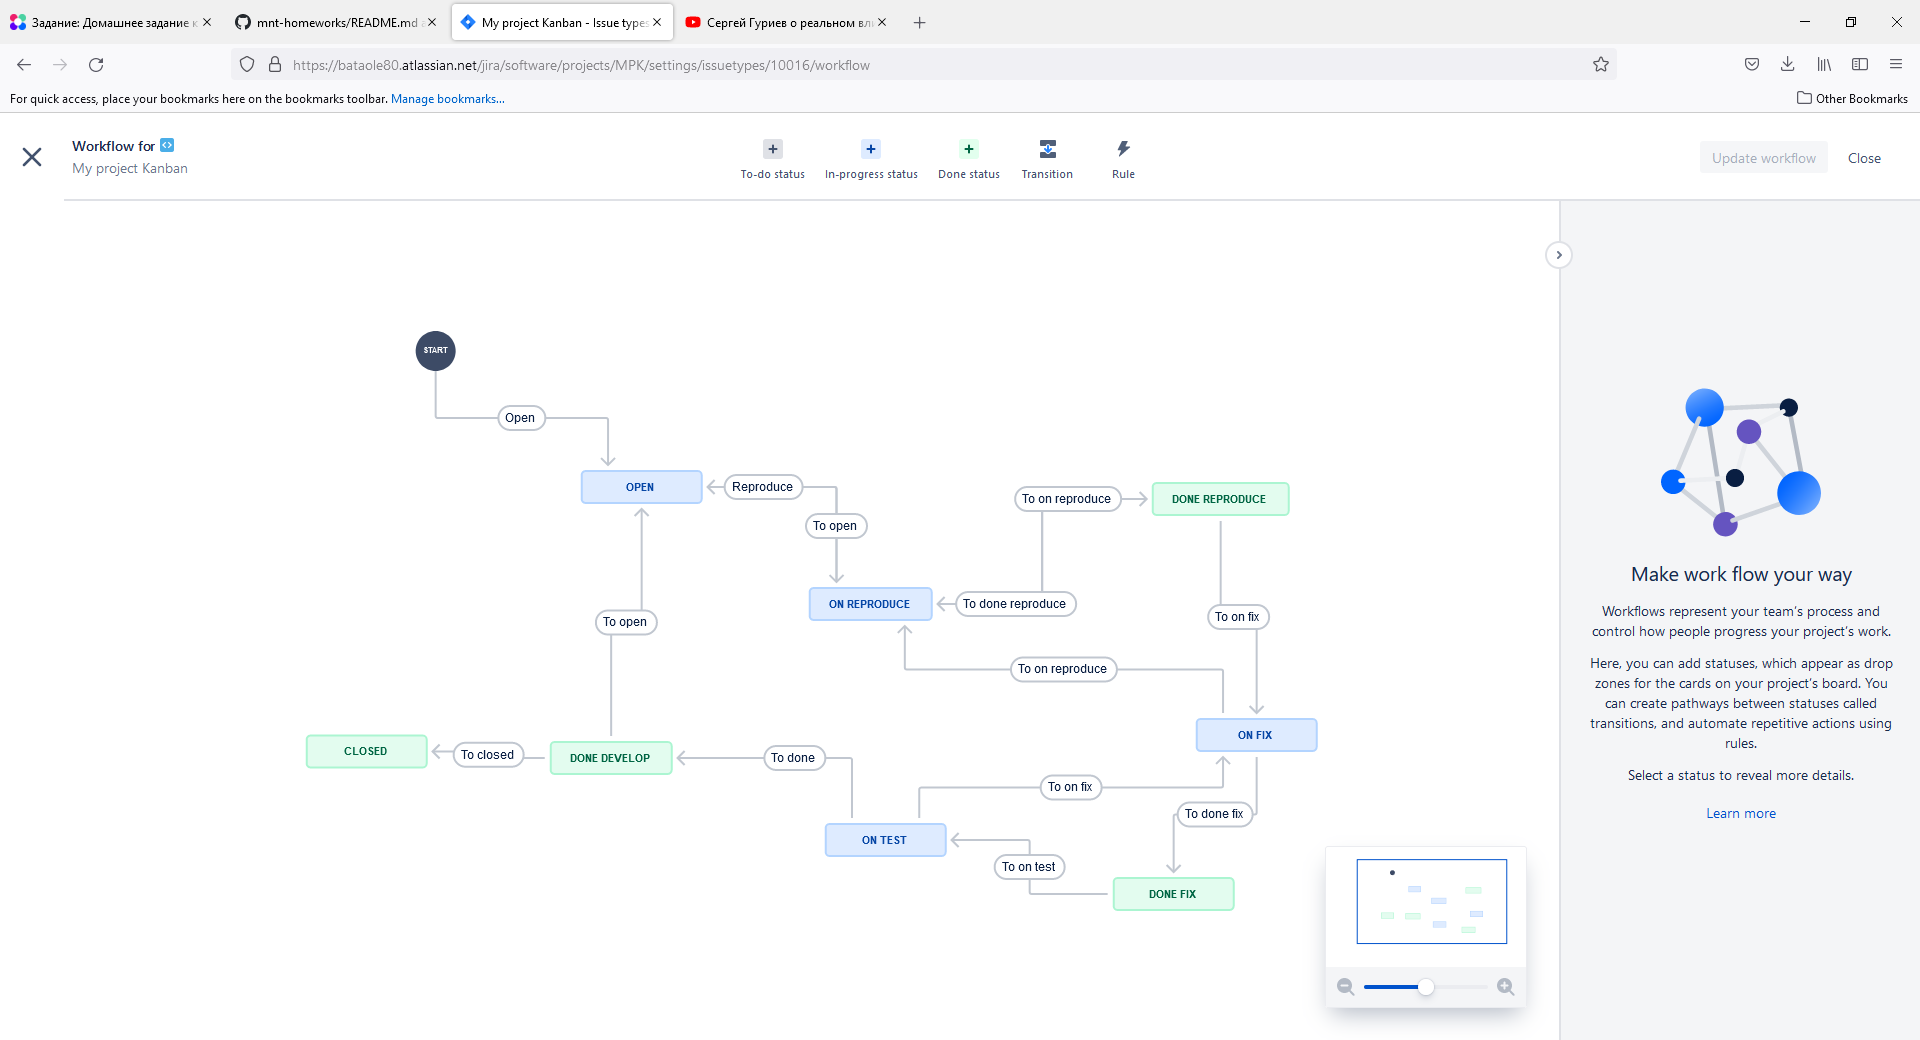 Задание: Домашнее задание к
mnt-homeworks/README.md a
My project Kanban - Issue types
Сергей Гуриев о реальном вли
https://bataole80.atlassian.net/jira/software/projects/MPK/settings/issuetypes/10016/workflow
For quick access, place your bookmarks here on the bookmarks toolbar. Manage bookmarks...
Other Bookmarks
Workflow for
My project Kanban
To-do status
In-progress status
Done status
Transition
Rule
Update workflow
Close
START
Open
OPEN
Reproduce
To open
To on reproduce
DONE REPRODUCE
ON REPRODUCE
To done reproduce
To on fix
To open
To on reproduce
ON FIX
CLOSED
To closed
DONE DEVELOP
To done
To on fix
To done fix
ON TEST
To on test
DONE FIX
Make work flow your way
Workflows represent your team's process and
control how people progress your project's work.
Here, you can add statuses, which appear as drop
zones for the cards on your project's board. You
can create pathways between statuses called
transitions, and automate repetitive actions using
rules.
Select a status to reveal more details.
Learn more